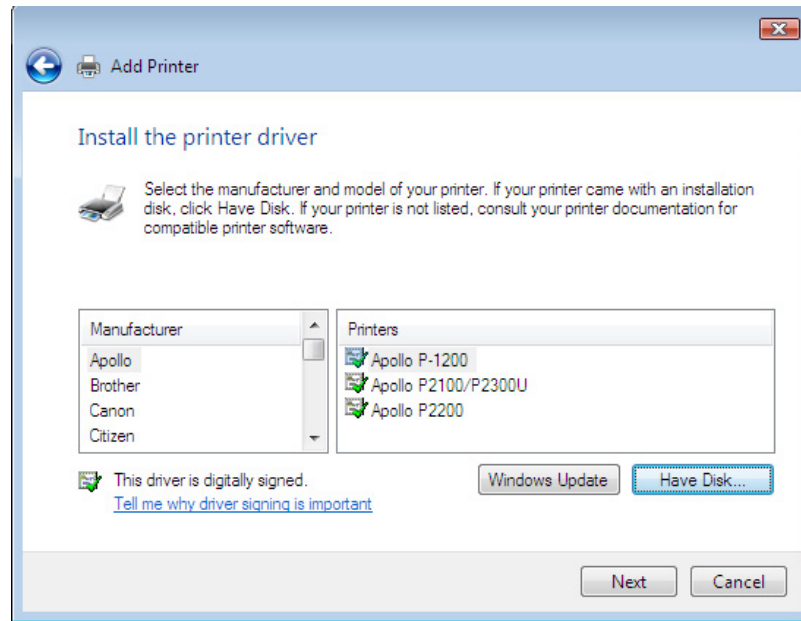 Add Printer
Install the printer driver
Select the manufacturer and model of your printer. If your printer came with an installation
disk, click Have Disk. If your printer is not listed, consult your printer documentation for
compatible printer software.
Manufacturer
Apollo
Brother
Canon
Citizen
Printers
Apollo P-1200
Apollo P2100/P2300U
Apollo P2200
This driver is digitally signed.
Tell me why driver signing is important
Windows Update
Have Disk...
Next
Cancel